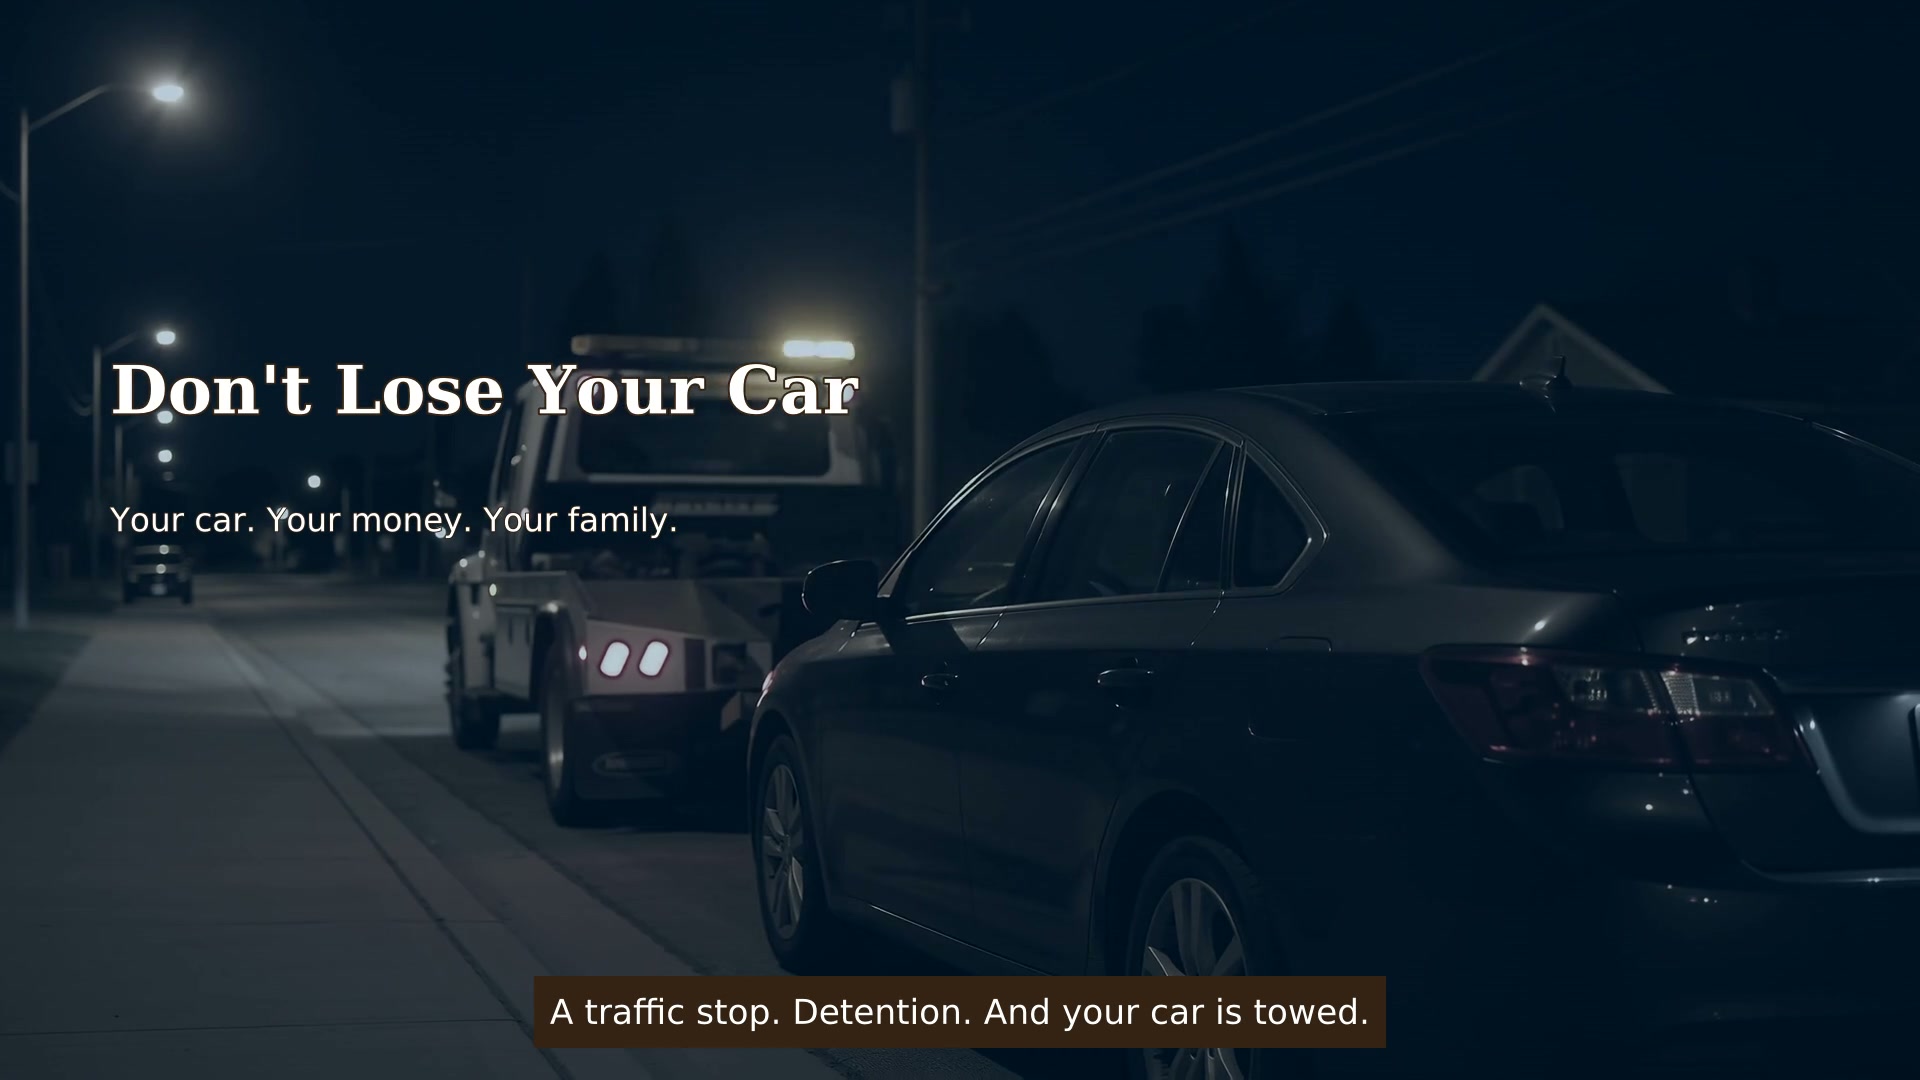 Don't Lose Your Car
Your car. Your money. Your family.
A traffic stop. Detention. And your car is towed.